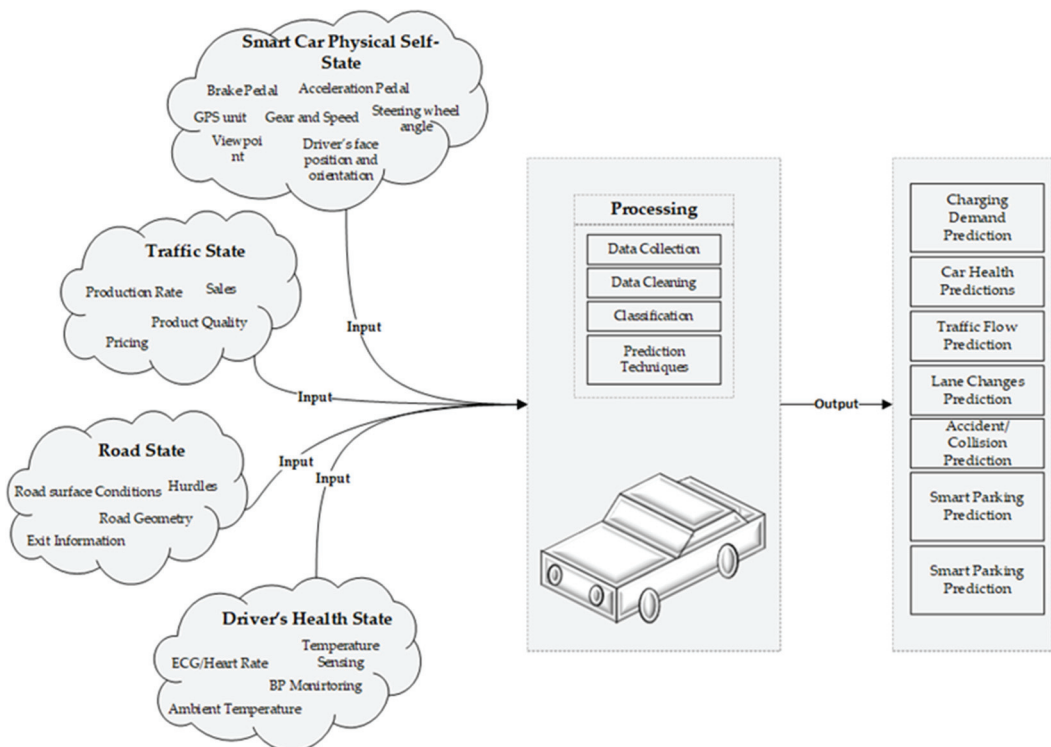 Smart Car Physical Self-
State
Brake Pedal
Acceleration Pedal
GPS unit
Gear and Speed
Steering wheel
angle
Viewpoi
nt
Driver's face
position and
orientation
Traffic State
Production Rate
Sales
Product Quality
Pricing
Road State
Road surface Conditions
Hurdles
Road Geometry
Exit Information
Driver's Health State
ECG/Heart Rate
Temperature
Sensing
BP Monirtoring
Ambient Temperature
Input
Input
Input
Input
Processing
Data Collection
Data Cleaning
Classification
Prediction
Techniques
Output
Charging
Demand
Prediction
Car Health
Predictions
Traffic Flow
Prediction
Lane Changes
Prediction
Accident/
Collision
Prediction
Smart Parking
Prediction
Smart Parking
Prediction